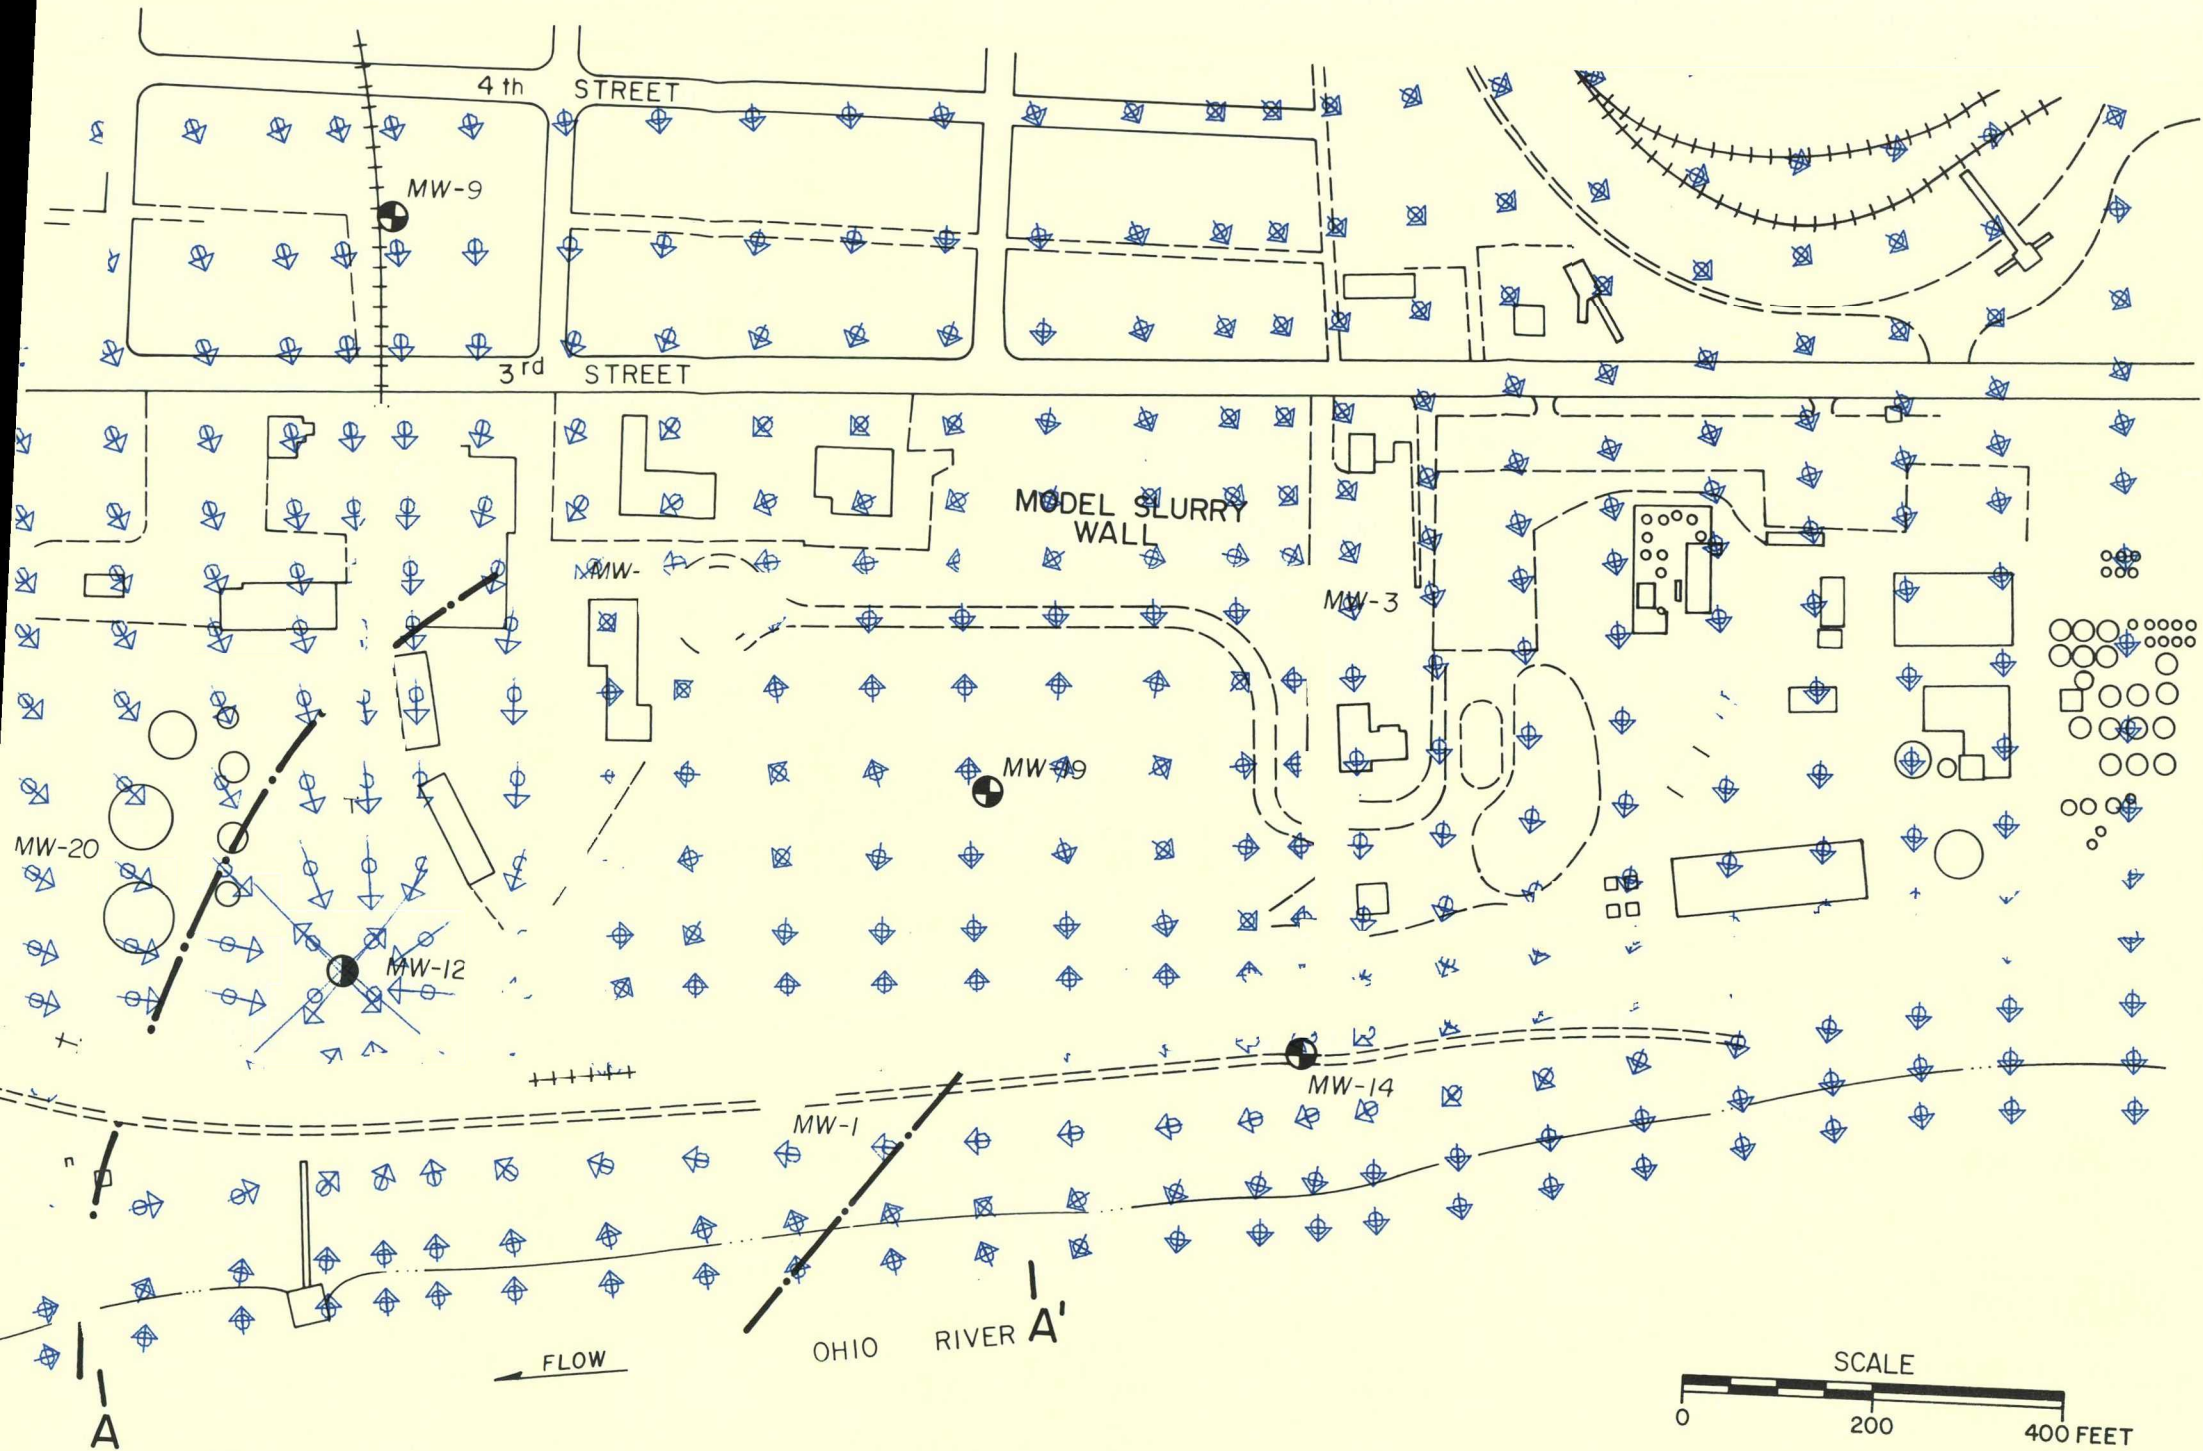 4 th STREET
MW-9
3rd STREET
MODEL SLURRY
WALL
MW-
MW-3
MW-19
MW-20
MW-12
MW-14
MW-1
A'
OHIO RIVER
FLOW
SCALE
0 200 400 FEET
A